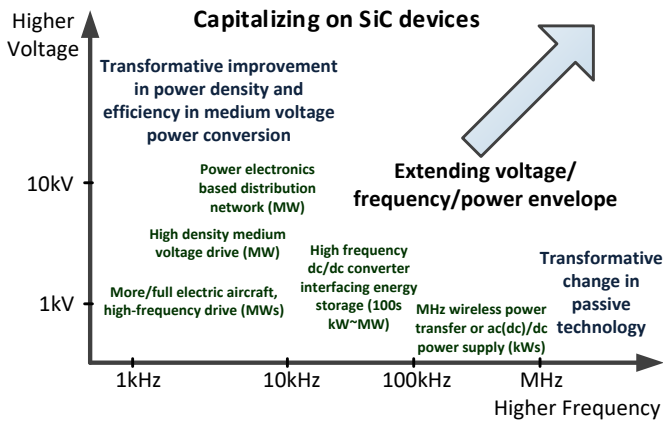 Higher
Voltage
Capitalizing on SiC devices
Transformative improvement
in power density and
efficiency in medium voltage
power conversion
Extending voltage/
frequency/power envelope
10kV
Power electronics
based distribution
network (MW)
High density medium
voltage drive (MW)
High frequency
dc/dc converter
interfacing energy
storage (100s
kW~MW)
Transformative
change in
passive
technology
1kV
More/full electric aircraft,
high-frequency drive (MWs)
MHz wireless power
transfer or ac(dc)/dc
power supply (kWs)
1kHz
10kHz
100kHz
MHz
Higher Frequency